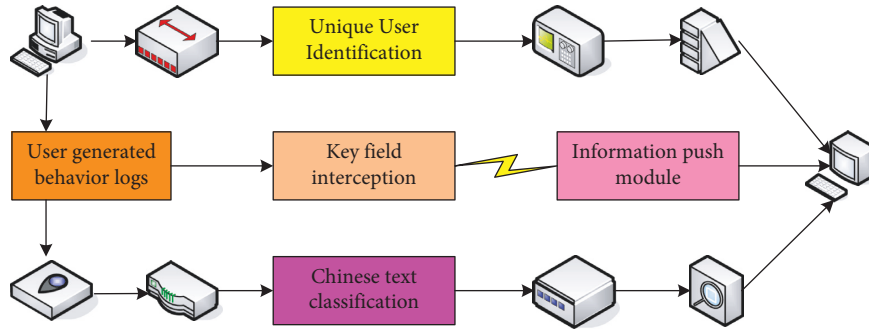 Unique User
Identification
User generated
behavior logs
Key field
interception
Information push
module
Chinese text
classification